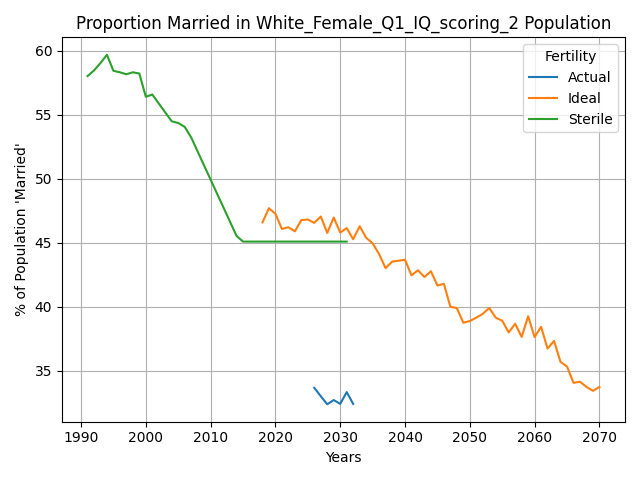 Proportion Married in White_Female_Q1_IQ_scoring_2 Population
% of Population 'Married'
60
55
50
45
40
35
Fertility
Actual
Ideal
Sterile
1990 2000 2010 2020 2030 2040 2050 2060 2070
Years